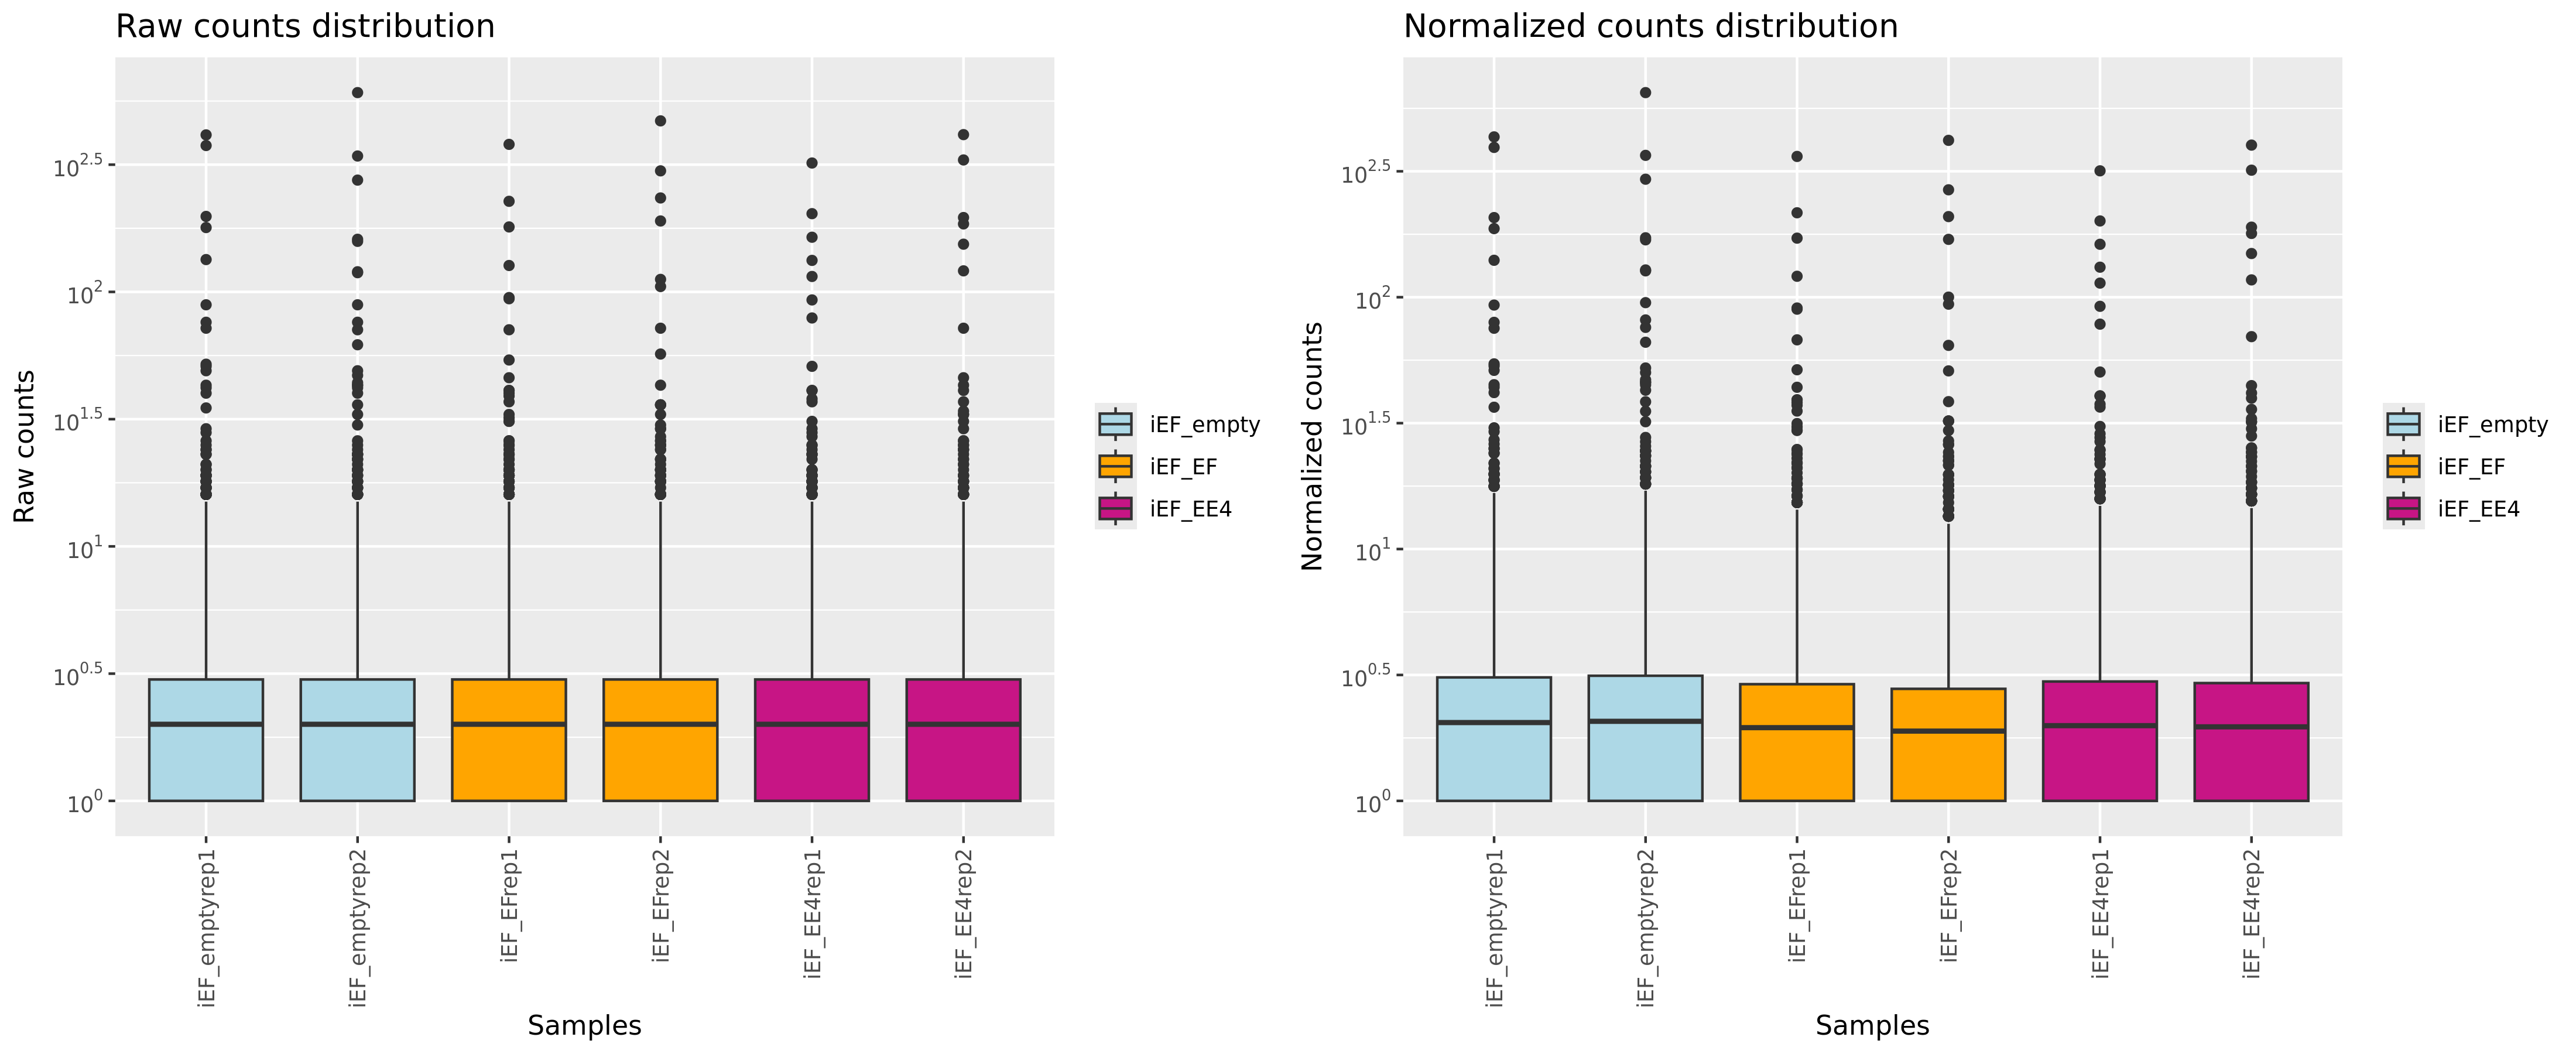 Raw counts distribution
Raw counts
10^2.5
10^2
10^1.5
10^1
10^0.5
10^0
iEF_emptyrep1
iEF_emptyrep2
iEF_EFrep1
iEF_EFrep2
iEF_EE4rep1
iEF_EE4rep2
Samples
iEF_empty
iEF_EF
iEF_EE4
Normalized counts distribution
Normalized counts
10^2.5
10^2
10^1.5
10^1
10^0.5
10^0
iEF_emptyrep1
iEF_emptyrep2
iEF_EFrep1
iEF_EFrep2
iEF_EE4rep1
iEF_EE4rep2
Samples
iEF_empty
iEF_EF
iEF_EE4